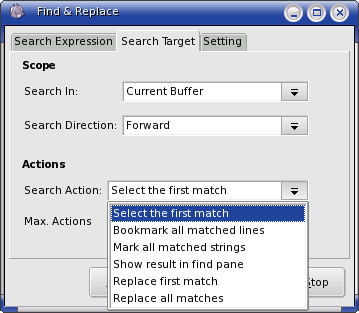 Find & Replace
Search Expression Search Target Setting
Scope
Search In: Current Buffer
Search Direction: Forward
Actions
Search Action: Select the first match
Max. Actions
Select the first match
Bookmark all matched lines
Mark all matched strings
Show result in find pane
Replace first match
Replace all matches